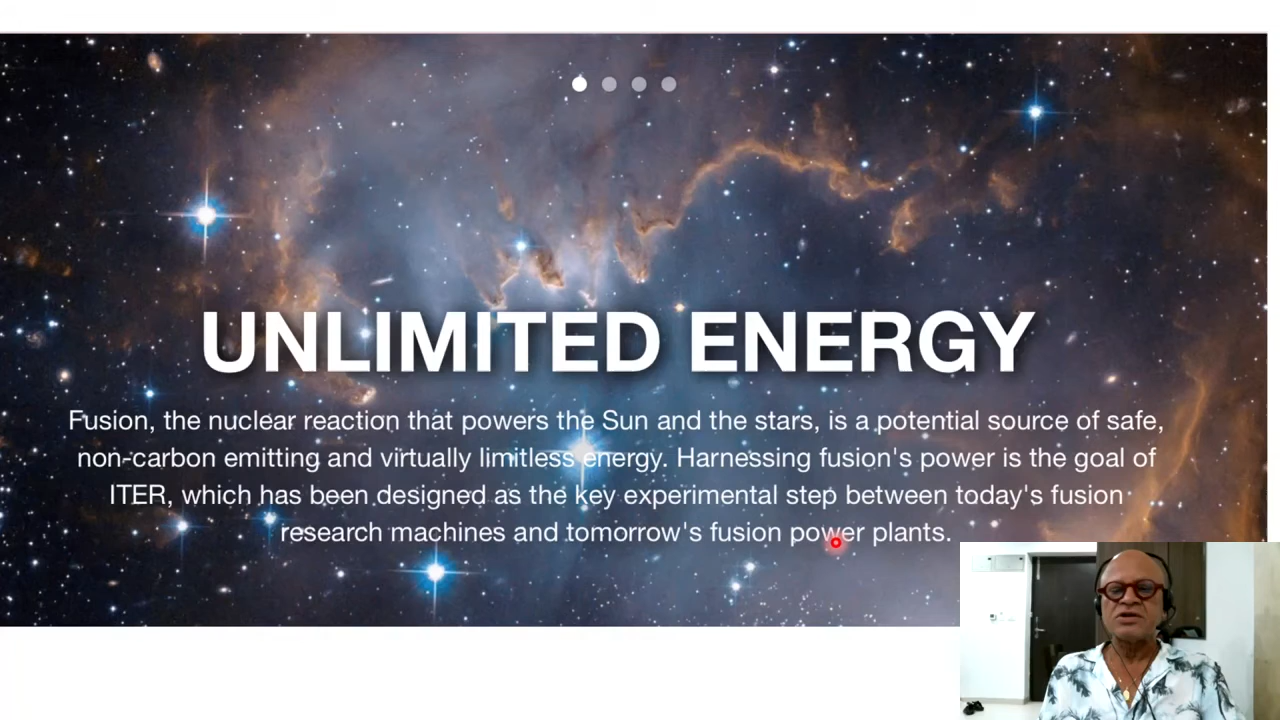 UNLIMITED ENERGY
Fusion, the nuclear reaction that powers the Sun and the stars, is a potential source of safe,
non-carbon emitting and virtually limitless energy. Harnessing fusion's power is the goal of
ITER, which has been designed as the key experimental step between today's fusion
research machines and tomorrow's fusion power plants.